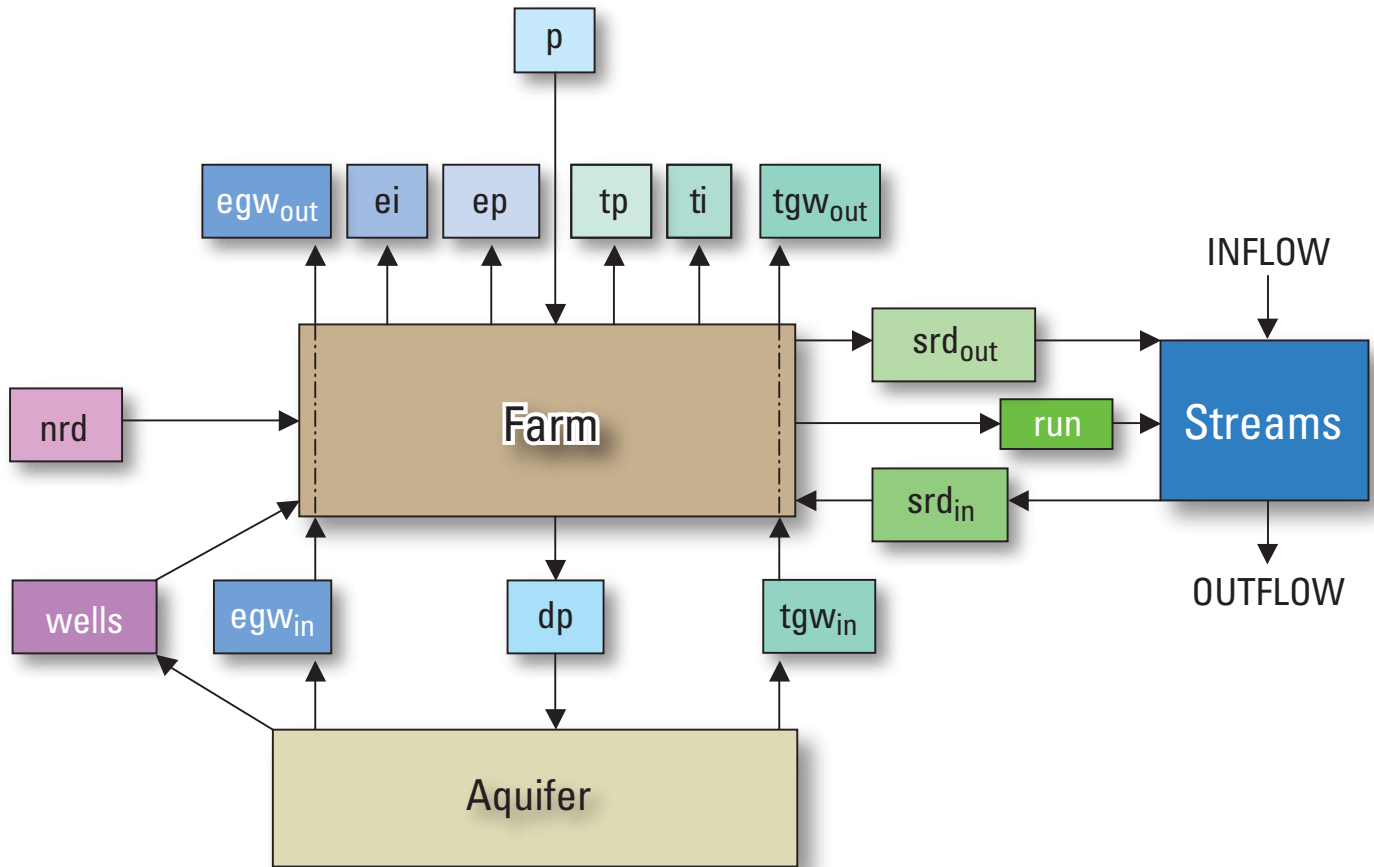 p
egwout
ei
ep
tp
ti
tgwout
INFLOW
srdout
nrd
Farm
run
Streams
srdin
wells
egwin
dp
tgwin
OUTFLOW
Aquifer